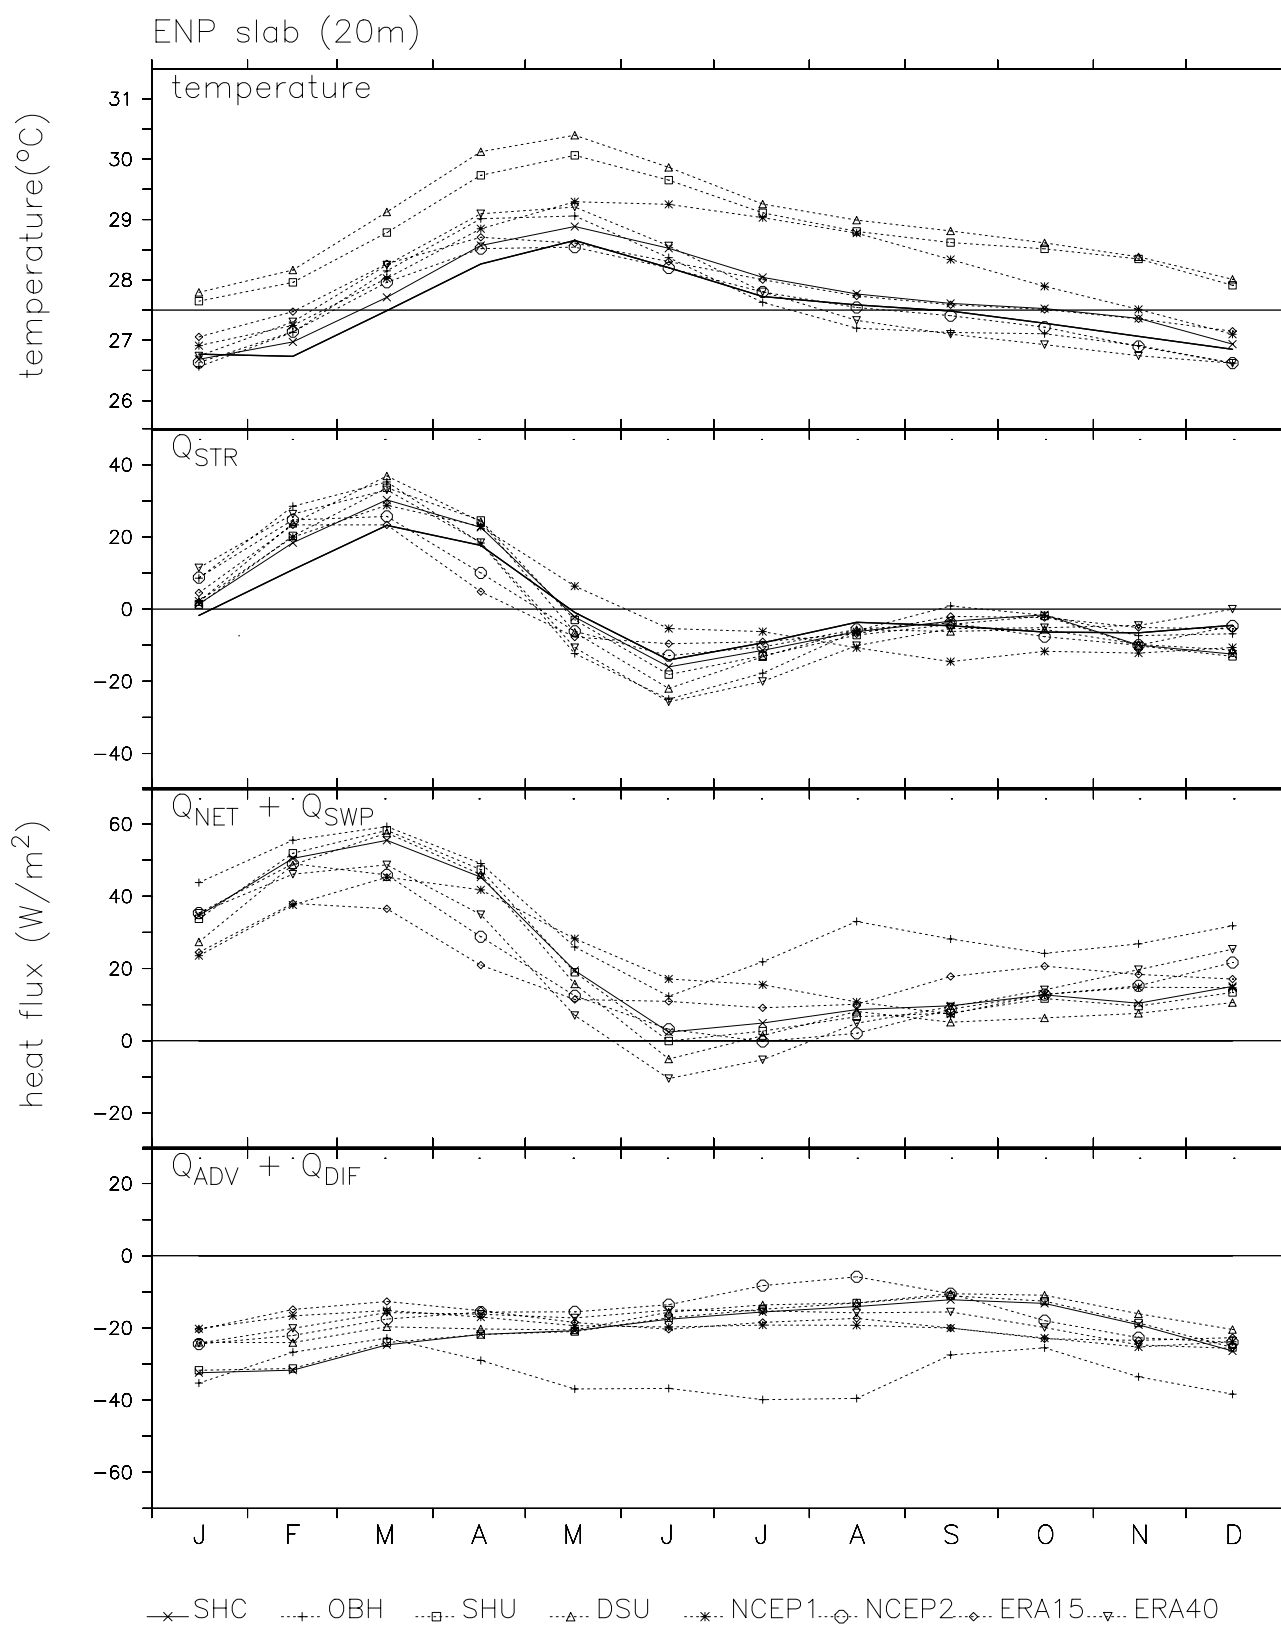 ENP slab (20m)
temperature
31
30
29
28
27
26
temperature(°C)
Q_STR
40
20
0
−20
−40
Q_NET + Q_SWP
60
40
20
0
−20
heat flux (W/m²)
Q_ADV + Q_DIF
20
0
−20
−40
−60
J F M A M J J A S O N D
SHC OBH SHU DSU NCEP1 NCEP2 ERA15 ERA40